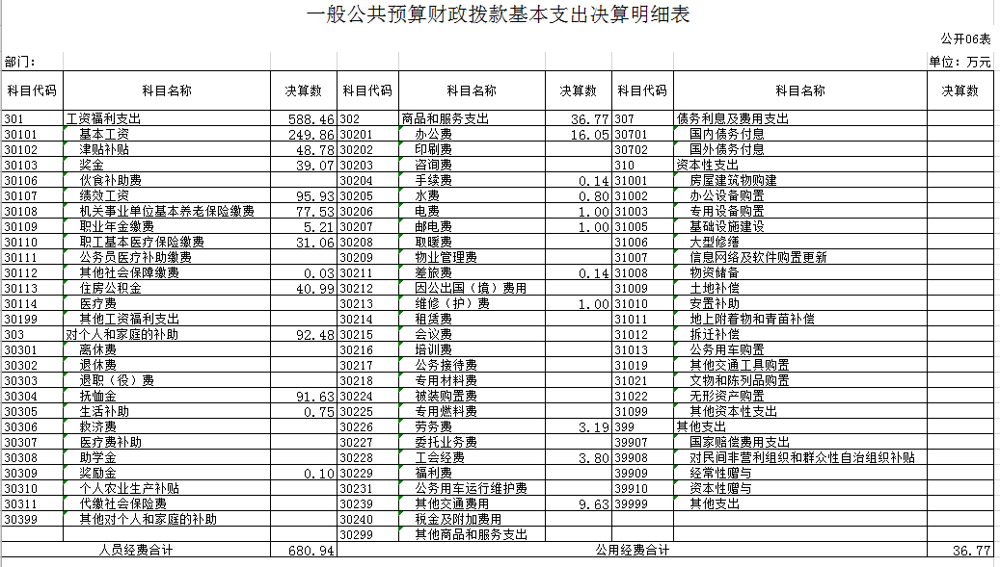 一般公共预算财政拨款基本支出决算明细表
公开06表
部门： 单位：万元
科目代码 科目名称 决算数 科目代码 科目名称 决算数 科目代码 科目名称 决算数
301 工资福利支出 588.46 302 商品和服务支出 36.77 307 债务利息及费用支出
30101 基本工资 249.86 30201 办公费 16.05 30701 国内债务付息
30102 津贴补贴 48.78 30202 印刷费 30702 国外债务付息
30103 奖金 39.07 30203 咨询费 310 资本性支出
30106 伙食补助费 30204 手续费 0.14 31001 房屋建筑物购建
30107 绩效工资 95.93 30205 水费 0.80 31002 办公设备购置
30108 机关事业单位基本养老保险缴费 77.53 30206 电费 1.00 31003 专用设备购置
30109 职业年金缴费 5.21 30207 邮电费 1.00 31005 基础设施建设
30110 职工基本医疗保险缴费 31.06 30208 取暖费 31006 大型修缮
30111 公务员医疗补助缴费 30209 物业管理费 31007 信息网络及软件购置更新
30112 其他社会保障缴费 0.03 30211 差旅费 0.14 31008 物资储备
30113 住房公积金 40.99 30212 因公出国（境）费用 31009 土地补偿
30114 医疗费 30213 维修（护）费 1.00 31010 安置补助
30199 其他工资福利支出 30214 租赁费 31011 地上附着物和青苗补偿
303 对个人和家庭的补助 92.48 30215 会议费 31012 拆迁补偿
30301 离休费 30216 培训费 31013 公务用车购置
30302 退休费 30217 公务接待费 31019 其他交通工具购置
30303 退职（役）费 30218 专用材料费 31021 文物和陈列品购置
30304 抚恤金 91.63 30224 被装购置费 31022 无形资产购置
30305 生活补助 0.75 30225 专用燃料费 31099 其他资本性支出
30306 救济费 30226 劳务费 3.19 399 其他支出
30307 医疗费补助 30227 委托业务费 39907 国家赔偿费用支出
30308 助学金 30228 工会经费 3.80 39908 对民间非营利组织和群众性自治组织补贴
30309 奖励金 0.10 30229 福利费 39909 经常性赠与
30310 个人农业生产补贴 30231 公务用车运行维护费 39910 资本性赠与
30311 代缴社会保险费 30239 其他交通费用 9.63 39999 其他支出
30399 其他对个人和家庭的补助 30240 税金及附加费用
30299 其他商品和服务支出
人员经费合计 680.94 公用经费合计 36.77